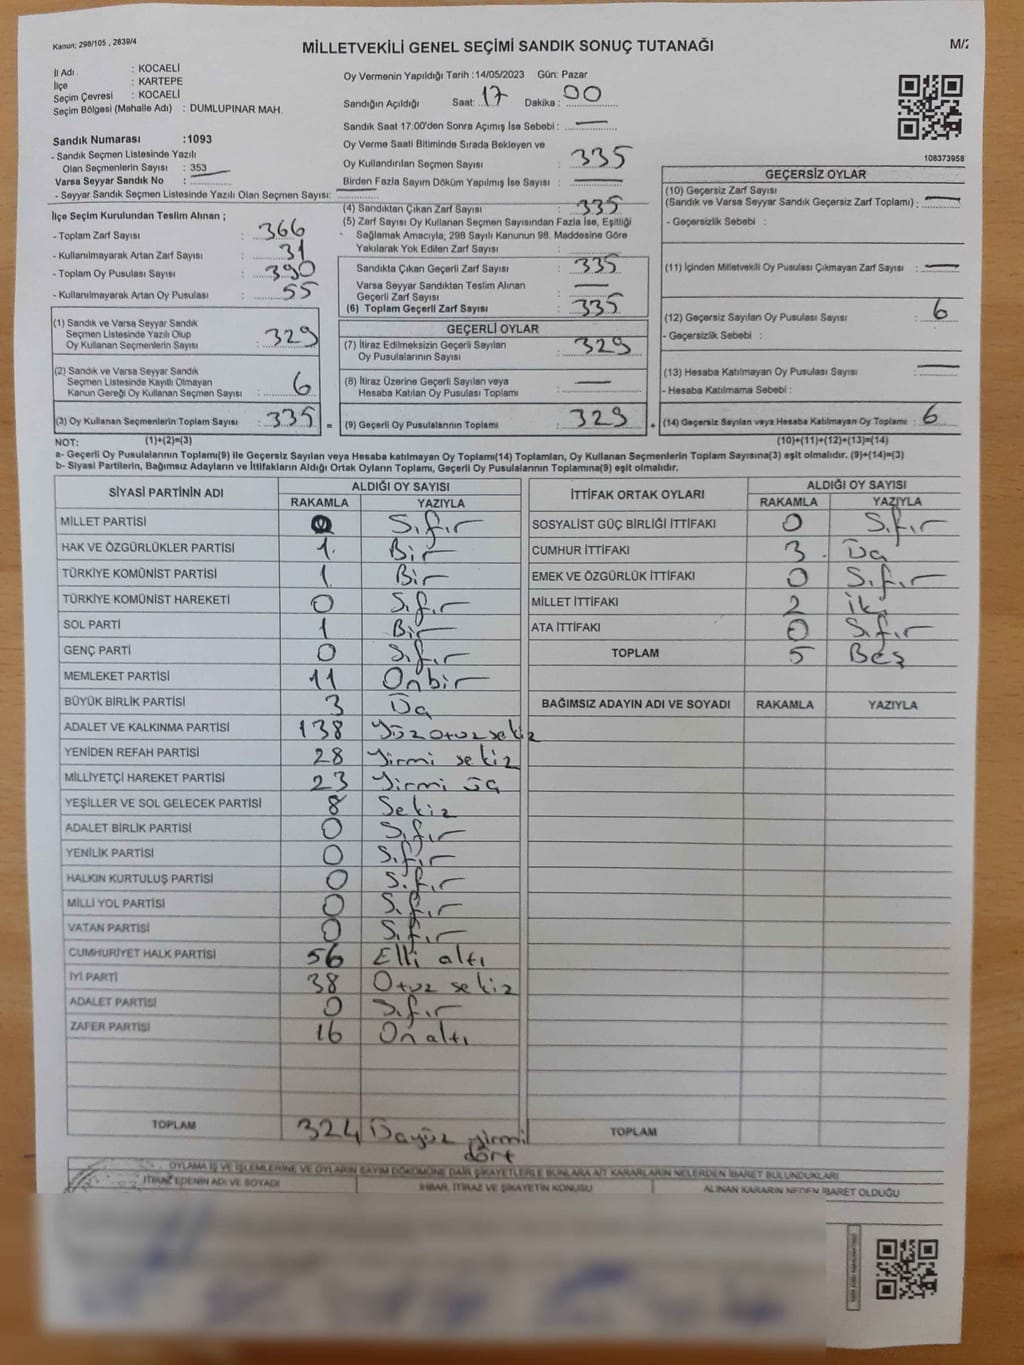 Kanun; 298/105 , 2839/4
MİLLETVEKİLİ GENEL SEÇİMİ SANDIK SONUÇ TUTANAĞI
İl Adı : KOCAELİ
İlçe : KARTEPE
Seçim Çevresi : KOCAELİ
Seçim Bölgesi (Mahalle Adı) : DUMLUPINAR MAH.
Sandık Numarası : 1093
- Sandık Seçmen Listesinde Yazılı
Olan Seçmenlerin Sayısı : 353
Varsa Seyyar Sandık No :
- Seyyar Sandık Seçmen Listesinde Yazılı Olan Seçmen Sayısı:
Oy Vermenin Yapıldığı Tarih : 14/05/2023 Gün: Pazar
Sandığın Açıldığı Saat: 17 Dakika : 00
Sandık Saat 17:00'den Sonra Açımış İse Sebebi : —
Oy Verme Saati Bitiminde Sırada Bekleyen ve
Oy Kullandırılan Seçmen Sayısı : 335
Birden Fazla Sayım Döküm Yapılmış İse Sayısı : —
108373958
İlçe Seçim Kurulundan Teslim Alınan ;
- Toplam Zarf Sayısı : 366
- Kullanılmayarak Artan Zarf Sayısı : 31
- Toplam Oy Pusulası Sayısı : 390
- Kullanılmayarak Artan Oy Pusulası : 55
(4) Sandıktan Çıkan Zarf Sayısı : 335
(5) Zarf Sayısı Oy Kullanan Seçmen Sayısından Fazla İse, Eşitliği
Sağlamak Amacıyla, 298 Sayılı Kanunun 98. Maddesine Göre
Yakılarak Yok Edilen Zarf Sayısı :
Sandıkta Çıkan Geçerli Zarf Sayısı : 335
Varsa Seyyar Sandıktan Teslim Alınan
Geçerli Zarf Sayısı : —
(6) Toplam Geçerli Zarf Sayısı : 335
GEÇERSİZ OYLAR
(10) Geçersiz Zarf Sayısı
(Sandık ve Varsa Seyyar Sandık Geçersiz Zarf Toplamı) : —
- Geçersizlik Sebebi :
(11) İçinden Milletvekili Oy Pusulası Çıkmayan Zarf Sayısı : —
(12) Geçersiz Sayılan Oy Pusulası Sayısı : 6
- Geçersizlik Sebebi :
(13) Hesaba Katılmayan Oy Pusulası Sayısı : —
- Hesaba Katılmama Sebebi :
(14) Geçersiz Sayılan veya Hesaba Katılmayan Oy Toplamı : 6
(1) Sandık ve Varsa Seyyar Sandık
Seçmen Listesinde Yazılı Olup
Oy Kullanan Seçmenlerin Sayısı : 329
(2) Sandık ve Varsa Seyyar Sandık
Seçmen Listesinde Kayıtlı Olmayan
Kanun Gereği Oy Kullanan Seçmen Sayısı : 6
(3) Oy Kullanan Seçmenlerin Toplam Sayısı : 335 =
GEÇERLİ OYLAR
(7) İtiraz Edilmeksizin Geçerli Sayılan
Oy Pusulalarının Sayısı : 329
(8) İtiraz Üzerine Geçerli Sayılan veya
Hesaba Katılan Oy Pusulası Toplamı : —
(9) Geçerli Oy Pusulalarının Toplamı : 329 +
NOT: (1)+(2)=(3) (10)+(11)+(12)+(13)=(14)
a- Geçerli Oy Pusulalarının Toplamı(9) ile Geçersiz Sayılan veya Hesaba katılmayan Oy Toplamı(14) Toplamları, Oy Kullanan Seçmenlerin Toplam Sayısına(3) eşit olmalıdır. (9)+(14)=(3)
b- Siyasi Partilerin, Bağımsız Adayların ve İttifakların Aldığı Ortak Oyların Toplamı, Geçerli Oy Pusulalarının Toplamına(9) eşit olmalıdır.
SİYASİ PARTİNİN ADI ALDIĞI OY SAYISI
RAKAMLA YAZIYLA
MİLLET PARTİSİ 0 Sıfır
HAK VE ÖZGÜRLÜKLER PARTİSİ 1 Bir
TÜRKİYE KOMÜNİST PARTİSİ 1 Bir
TÜRKİYE KOMÜNİST HAREKETİ 0 Sıfır
SOL PARTİ 1 Bir
GENÇ PARTİ 0 Sıfır
MEMLEKET PARTİSİ 11 Onbir
BÜYÜK BİRLİK PARTİSİ 3 Üç
ADALET VE KALKINMA PARTİSİ 138 Yüzotuzsekiz
YENİDEN REFAH PARTİSİ 28 Yirmi sekiz
MİLLİYETÇİ HAREKET PARTİSİ 23 Yirmi üç
YEŞİLLER VE SOL GELECEK PARTİSİ 8 Sekiz
ADALET BİRLİK PARTİSİ 0 Sıfır
YENİLİK PARTİSİ 0 Sıfır
HALKIN KURTULUŞ PARTİSİ 0 Sıfır
MİLLİ YOL PARTİSİ 0 Sıfır
VATAN PARTİSİ 0 Sıfır
CUMHURİYET HALK PARTİSİ 56 Elli altı
İYİ PARTİ 38 Otuz sekiz
ADALET PARTİSİ 0 Sıfır
ZAFER PARTİSİ 16 On altı
TOPLAM 324 Üçyüz yirmi
dört
İTTİFAK ORTAK OYLARI ALDIĞI OY SAYISI
RAKAMLA YAZIYLA
SOSYALİST GÜÇ BİRLİĞİ İTTİFAKI 0 Sıfır
CUMHUR İTTİFAKI 3 Üç
EMEK VE ÖZGÜRLÜK İTTİFAKI 0 Sıfır
MİLLET İTTİFAKI 2 İki
ATA İTTİFAKI 0 Sıfır
TOPLAM 5 Beş
BAĞIMSIZ ADAYIN ADI VE SOYADI RAKAMLA YAZIYLA
TOPLAM
OYLAMA İŞ VE İŞLEMLERİNE VE OYLARIN SAYIM DÖKÜMÜNE DAİR ŞİKAYETLERLE BUNLARA AİT KARARLARIN NELERDEN İBARET BULUNDUKLARI
İTİRAZ EDENİN ADI VE SOYADI İHBAR, İTİRAZ VE ŞİKAYETİN KONUSU ALINAN KARARIN NEDEN İBARET OLDUĞU